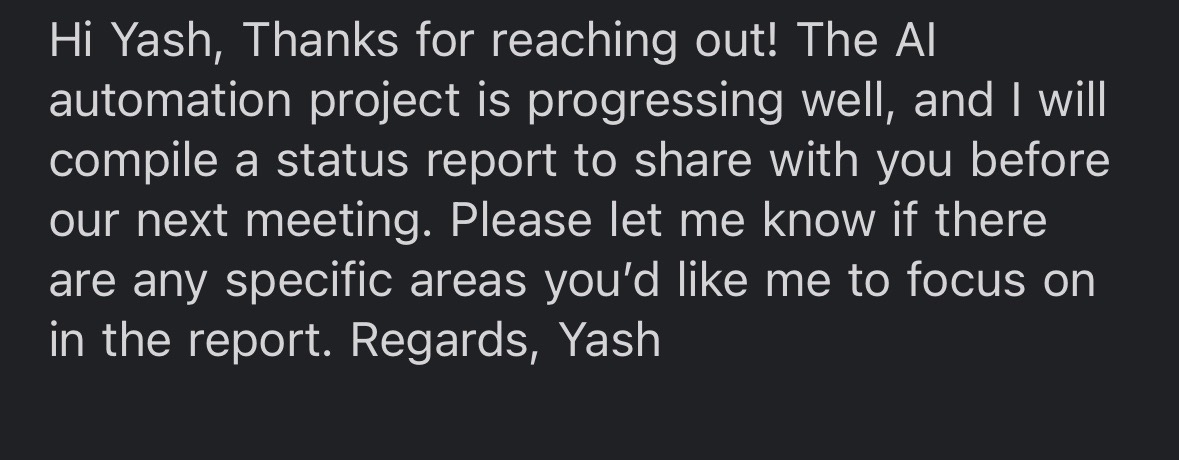 Hi Yash, Thanks for reaching out! The AI
automation project is progressing well, and I will
compile a status report to share with you before
our next meeting. Please let me know if there
are any specific areas you’d like me to focus on
in the report. Regards, Yash